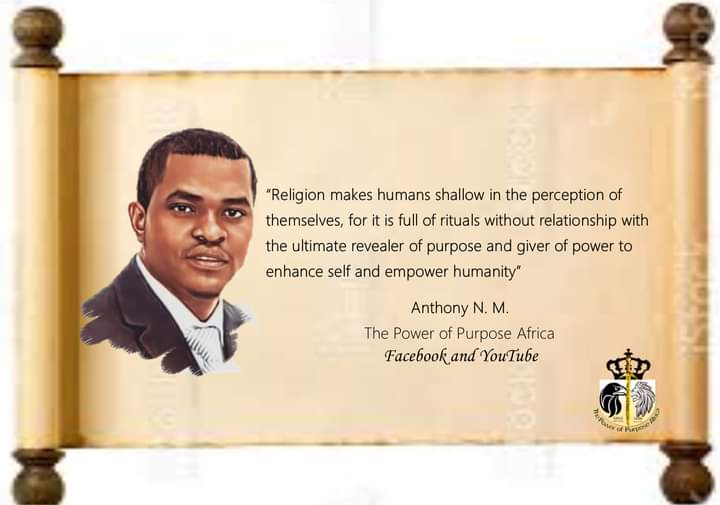 “Religion makes humans shallow in the perception of
themselves, for it is full of rituals without relationship with
the ultimate revealer of purpose and giver of power to
enhance self and empower humanity”
Anthony N. M.
The Power of Purpose Africa
Facebook and YouTube
The Power of Purpose Africa
iStock